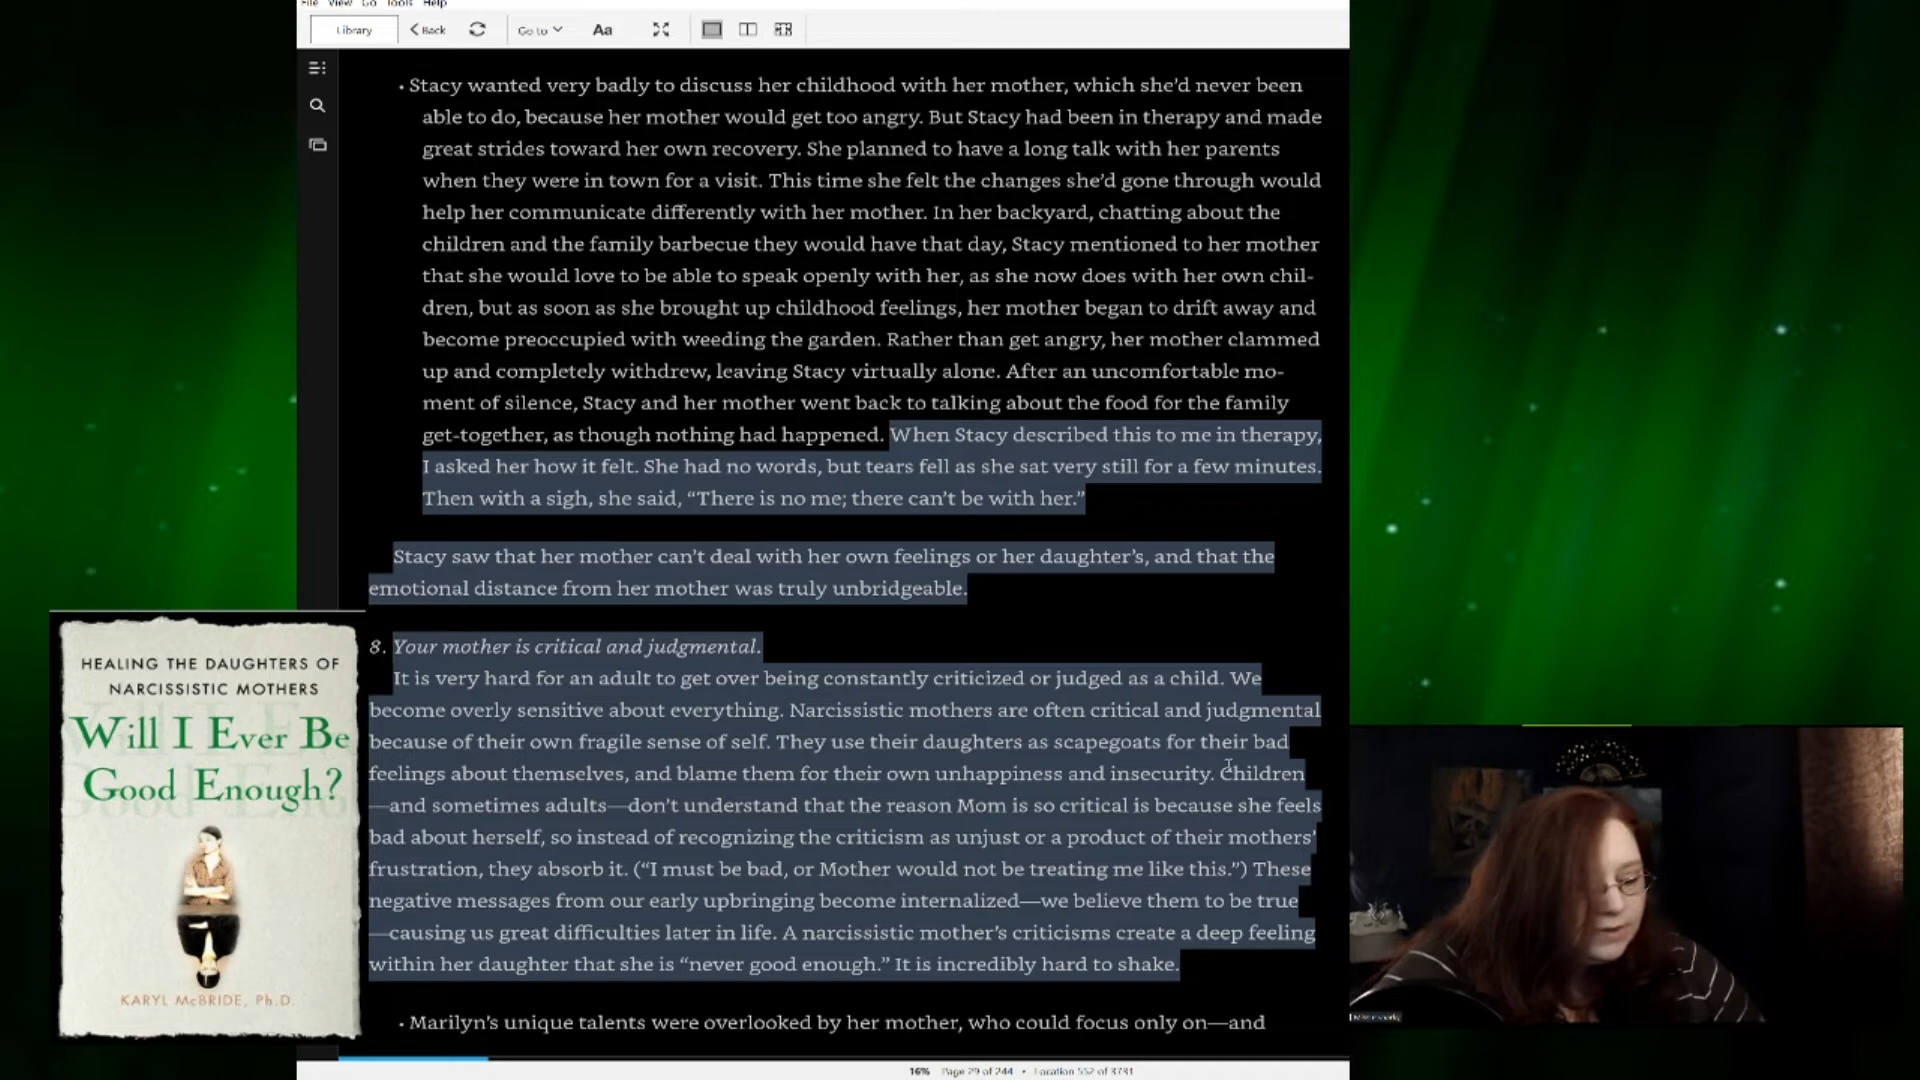 File View Go Tools Help
Library Back Go to Aa
• Stacy wanted very badly to discuss her childhood with her mother, which she’d never been
able to do, because her mother would get too angry. But Stacy had been in therapy and made
great strides toward her own recovery. She planned to have a long talk with her parents
when they were in town for a visit. This time she felt the changes she’d gone through would
help her communicate differently with her mother. In her backyard, chatting about the
children and the family barbecue they would have that day, Stacy mentioned to her mother
that she would love to be able to speak openly with her, as she now does with her own chil-
dren, but as soon as she brought up childhood feelings, her mother began to drift away and
become preoccupied with weeding the garden. Rather than get angry, her mother clammed
up and completely withdrew, leaving Stacy virtually alone. After an uncomfortable mo-
ment of silence, Stacy and her mother went back to talking about the food for the family
get-together, as though nothing had happened. When Stacy described this to me in therapy,
I asked her how it felt. She had no words, but tears fell as she sat very still for a few minutes.
Then with a sigh, she said, “There is no me; there can’t be with her.”
Stacy saw that her mother can’t deal with her own feelings or her daughter’s, and that the
emotional distance from her mother was truly unbridgeable.
8. Your mother is critical and judgmental.
It is very hard for an adult to get over being constantly criticized or judged as a child. We
become overly sensitive about everything. Narcissistic mothers are often critical and judgmental
because of their own fragile sense of self. They use their daughters as scapegoats for their bad
feelings about themselves, and blame them for their own unhappiness and insecurity. Children
—and sometimes adults—don’t understand that the reason Mom is so critical is because she feels
bad about herself, so instead of recognizing the criticism as unjust or a product of their mothers’
frustration, they absorb it. (“I must be bad, or Mother would not be treating me like this.”) These
negative messages from our early upbringing become internalized—we believe them to be true
—causing us great difficulties later in life. A narcissistic mother’s criticisms create a deep feeling
within her daughter that she is “never good enough.” It is incredibly hard to shake.
• Marilyn’s unique talents were overlooked by her mother, who could focus only on—and
16% Page 29 of 244 • Location 552 of 3731
HEALING THE DAUGHTERS OF
NARCISSISTIC MOTHERS
Will I Ever Be
Good Enough?
KARYL McBRIDE, Ph.D.